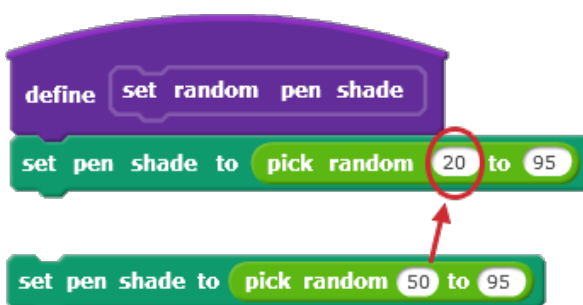 define set random pen shade
set pen shade to pick random 20 to 95
set pen shade to pick random 50 to 95